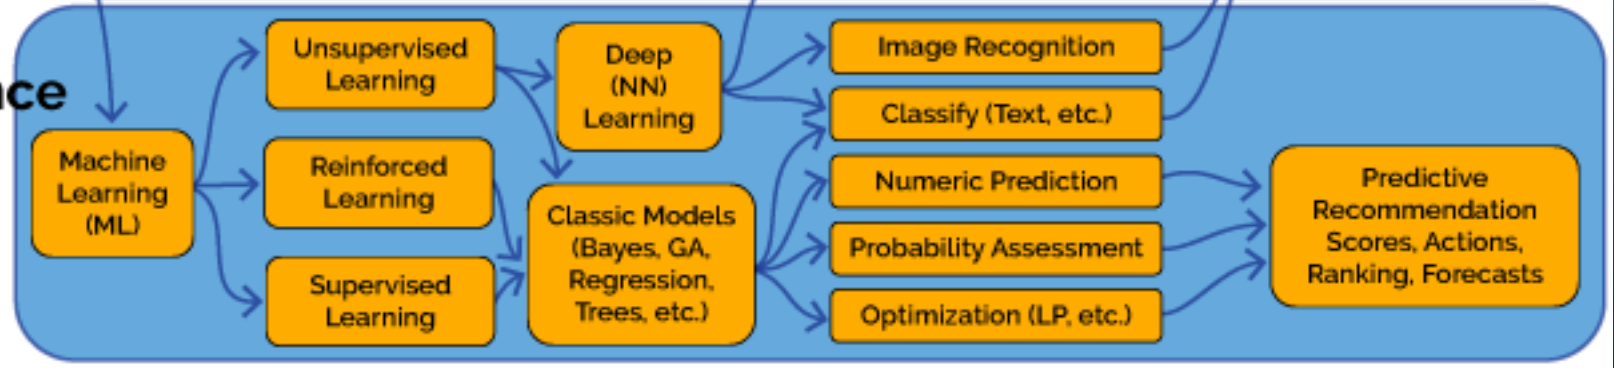 nce
Machine
Learning
(ML)
Unsupervised
Learning
Reinforced
Learning
Supervised
Learning
Deep
(NN)
Learning
Classic Models
(Bayes, GA,
Regression,
Trees, etc.)
Image Recognition
Classify (Text, etc.)
Numeric Prediction
Probability Assessment
Optimization (LP, etc.)
Predictive
Recommendation
Scores, Actions,
Ranking, Forecasts